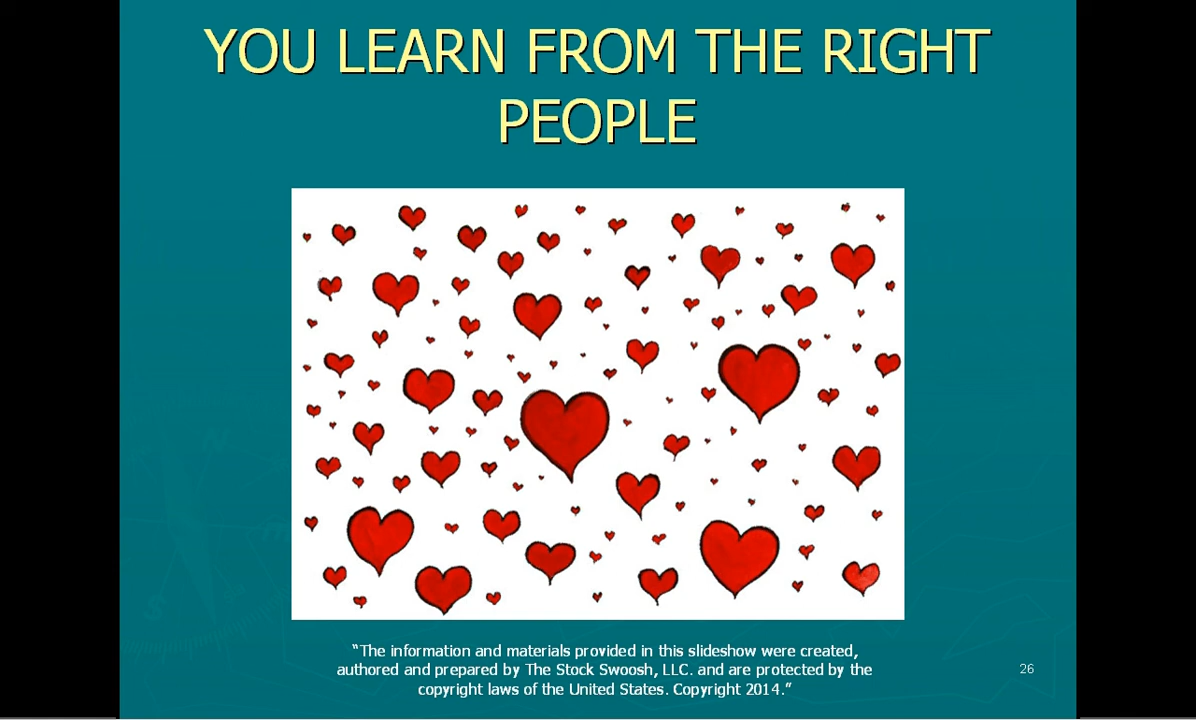 YOU LEARN FROM THE RIGHT
PEOPLE
“The information and materials provided in this slideshow were created,
authored and prepared by The Stock Swoosh, LLC. and are protected by the
copyright laws of the United States. Copyright 2014.”
26